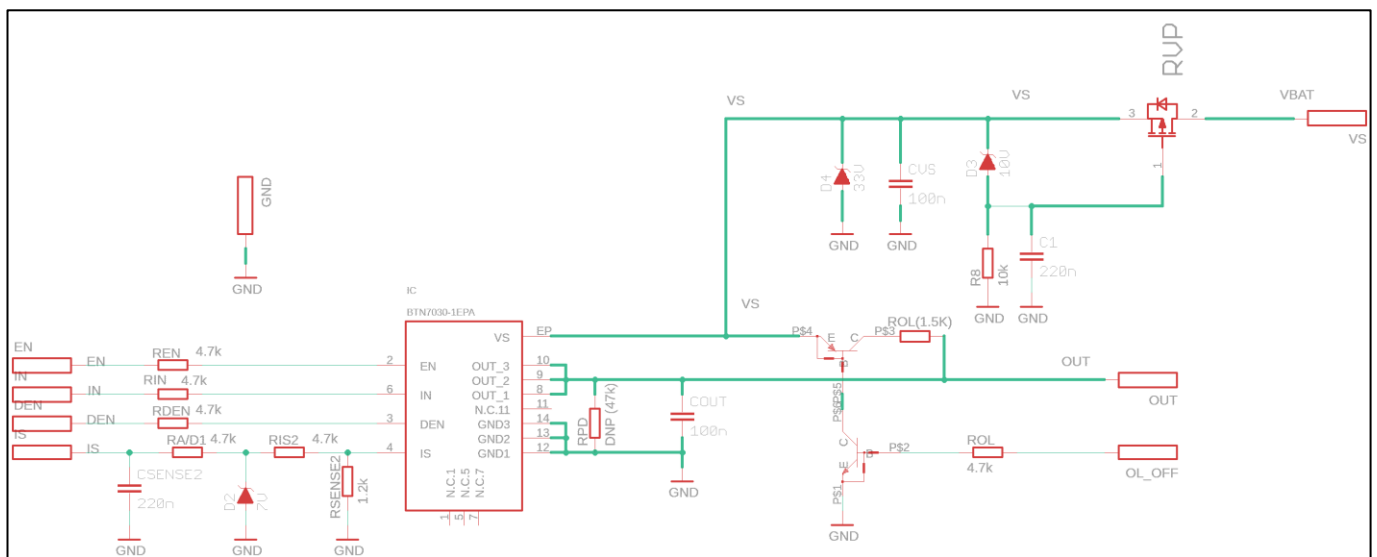 RVP
VS
VS
VBAT
3
2
VS
1
D4
33V
CVS
100n
D3
10V
GND
GND
GND
R8
10k
C1
220n
GND
GND
GND
IC
BTN7030-1EPA
VS
VS
EP
P$4
E
C
P$3
ROL(1.5K)
B
EN
EN
REN
4.7k
2
EN
OUT_3
10
IN
IN
RIN
4.7k
6
IN
OUT_2
9
OUT_1
8
OUT
OUT
DEN
DEN
RDEN
4.7k
3
DEN
N.C.11
11
GND3
14
IS
IS
RA/D1
4.7k
RIS2
4.7k
4
IS
GND2
13
GND1
12
RPD
DNP (47k)
COUT
100n
GND
P$5
P$6
C
B
E
P$2
ROL
4.7k
OL_OFF
P$1
GND
CSENSE2
220n
D2
7V
RSENSE2
1.2k
N.C.1
N.C.5
N.C.7
1
5
7
GND
GND
GND